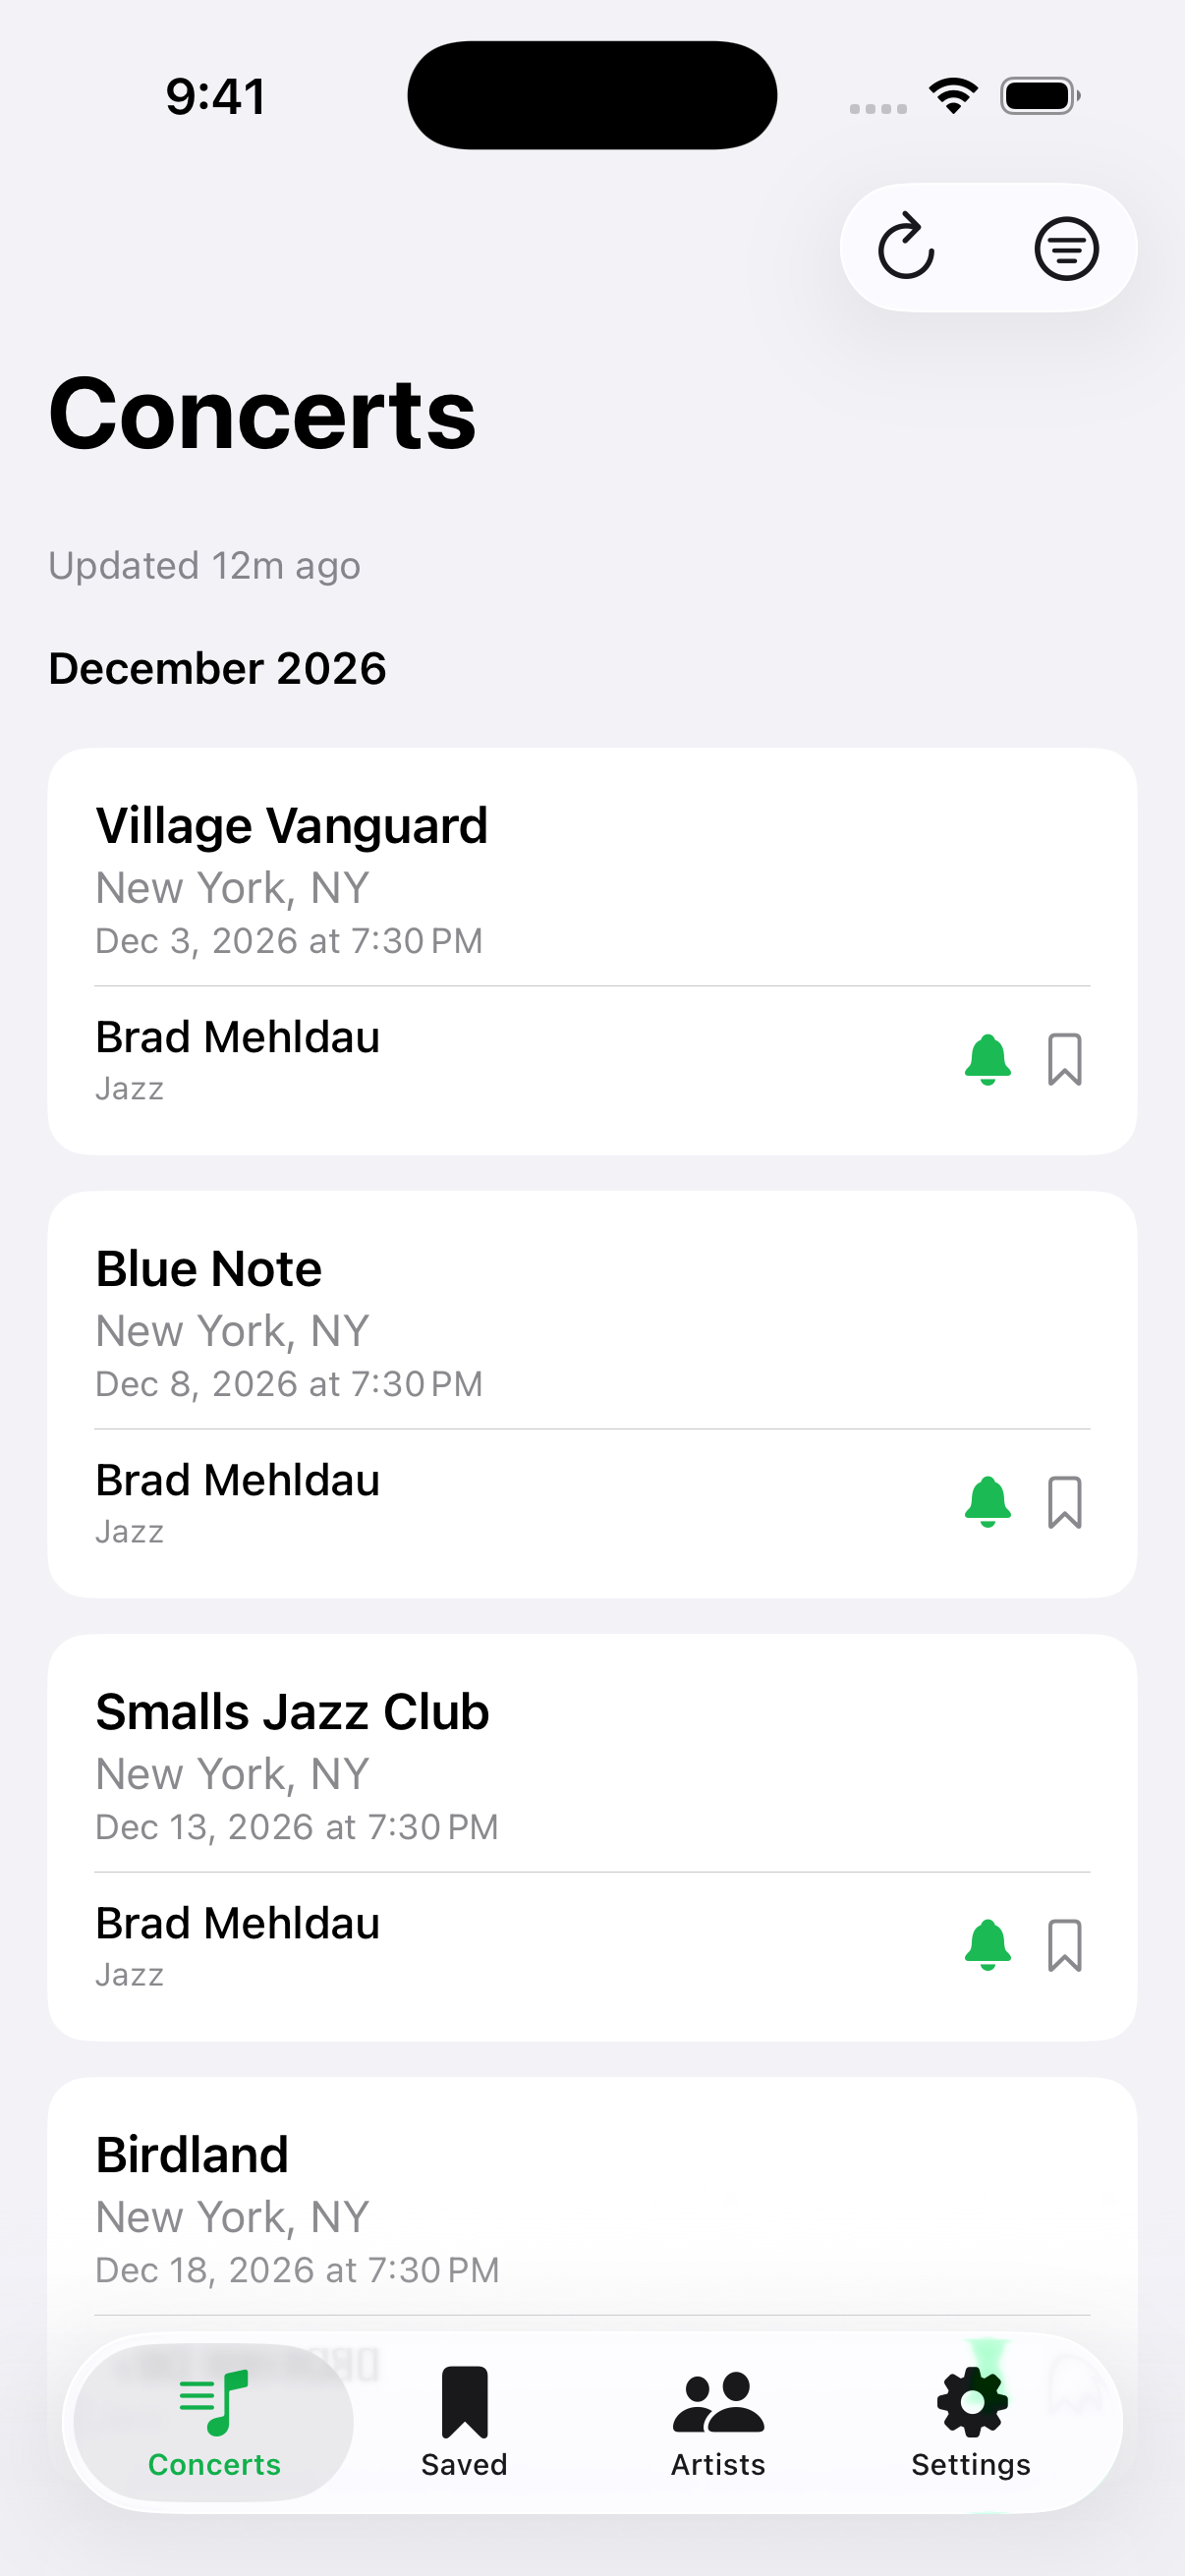 9:41
Concerts
Updated 12m ago
December 2026
Village Vanguard
New York, NY
Dec 3, 2026 at 7:30 PM
Brad Mehldau
Jazz
Blue Note
New York, NY
Dec 8, 2026 at 7:30 PM
Brad Mehldau
Jazz
Smalls Jazz Club
New York, NY
Dec 13, 2026 at 7:30 PM
Brad Mehldau
Jazz
Birdland
New York, NY
Dec 18, 2026 at 7:30 PM
Concerts
Saved
Artists
Settings